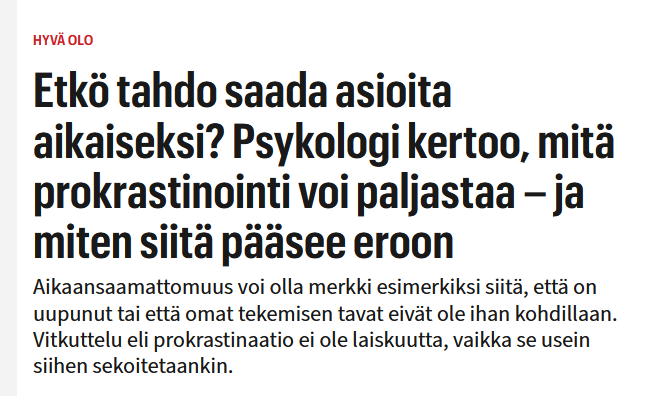 HYVÄ OLO
Etkö tahdo saada asioita
aikaiseksi? Psykologi kertoo, mitä
prokrastinointi voi paljastaa – ja
miten siitä pääsee eroon
Aikaansaamattomuus voi olla merkki esimerkiksi siitä, että on
uupunut tai että omat tekemisen tavat eivät ole ihan kohdillaan.
Vitkuttelu eli prokrastinaatio ei ole laiskuutta, vaikka se usein
siihen sekoitetaankin.